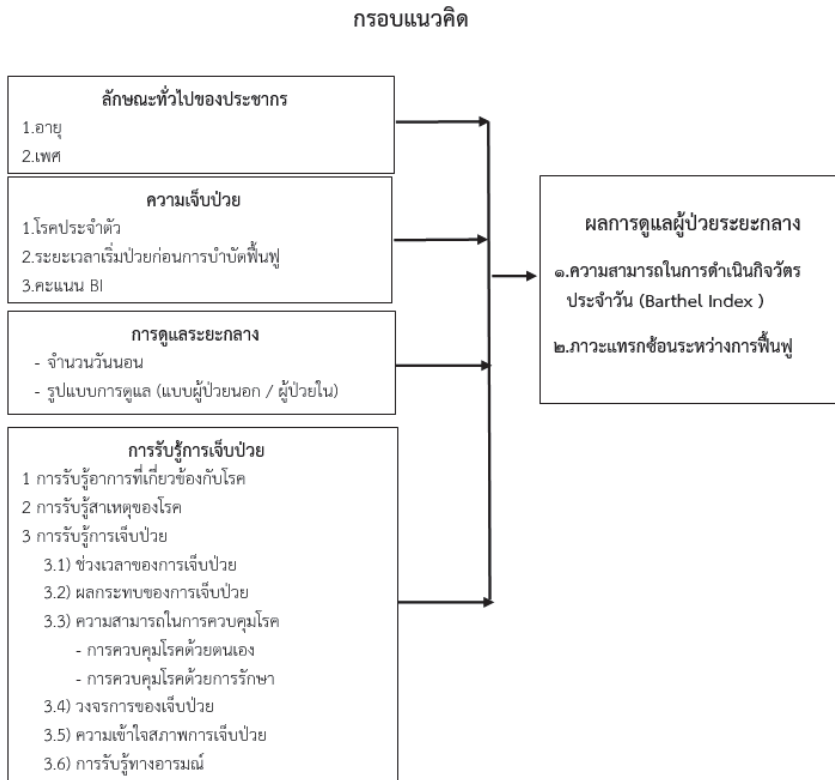 กรอบแนวคิด
ลักษณะทั่วไปของประชากร
1.อายุ
2.เพศ
ความเจ็บป่วย
1.โรคประจำตัว
2.ระยะเวลาเริ่มป่วยก่อนการบำบัดฟื้นฟู
3.คะแนน BI
การดูแลระยะกลาง
- จำนวนวันนอน
- รูปแบบการดูแล (แบบผู้ป่วยนอก / ผู้ป่วยใน)
การรับรู้การเจ็บป่วย
1 การรับรู้อาการที่เกี่ยวข้องกับโรค
2 การรับรู้สาเหตุของโรค
3 การรับรู้การเจ็บป่วย
3.1) ช่วงเวลาของการเจ็บป่วย
3.2) ผลกระทบของการเจ็บป่วย
3.3) ความสามารถในการควบคุมโรค
- การควบคุมโรคด้วยตนเอง
- การควบคุมโรคด้วยการรักษา
3.4) วงจรการของเจ็บป่วย
3.5) ความเข้าใจสภาพการเจ็บป่วย
3.6) การรับรู้ทางอารมณ์
ผลการดูแลผู้ป่วยระยะกลาง
๑.ความสามารถในการดำเนินกิจวัตร
ประจำวัน (Barthel Index )
๒.ภาวะแทรกซ้อนระหว่างการฟื้นฟู